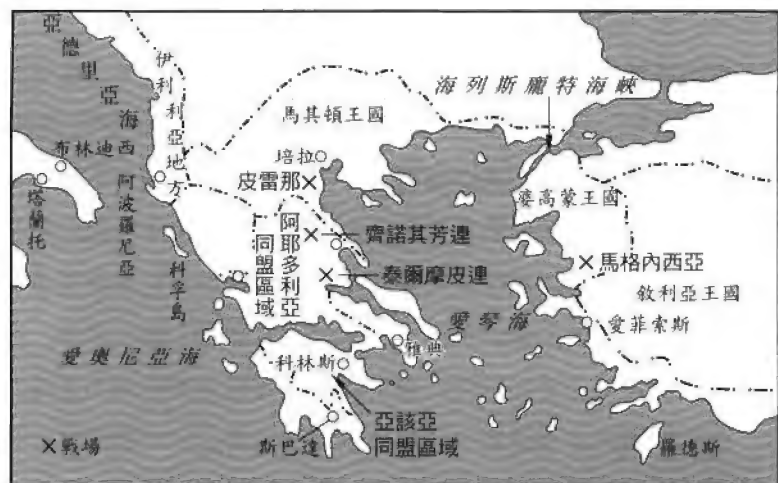 亞德里亞海西
伊利利亞地方
海列斯龐特海峽
馬其頓王國
布林迪西
培拉
皮雷那
婆高蒙王國
塔蘭托
阿波羅尼亞
阿耶多利亞
同盟區域
齊諾其芳漣
馬格內西亞
科孚島
泰爾摩皮連
敘利亞王國
愛琴海
愛菲索斯
愛奧尼亞海
雅典
科林斯
亞該亞
同盟區域
戰場
斯巴達
羅德斯